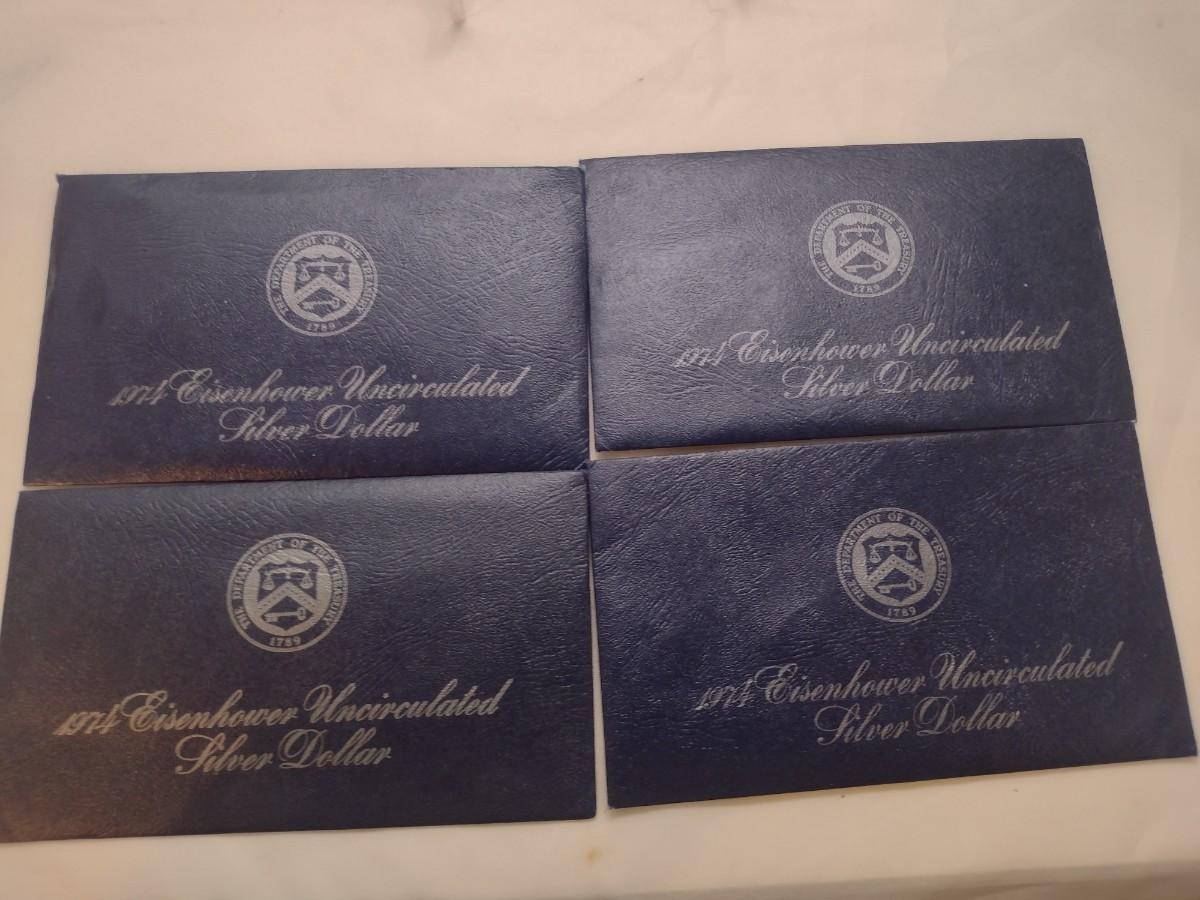 THE DEPARTMENT OF THE TREASURY
1789
1974 Eisenhower Uncirculated
Silver Dollar
THE DEPARTMENT OF THE TREASURY
1789
1974 Eisenhower Uncirculated
Silver Dollar
THE DEPARTMENT OF THE TREASURY
1789
1974 Eisenhower Uncirculated
Silver Dollar
THE DEPARTMENT OF THE TREASURY
1789
1974 Eisenhower Uncirculated
Silver Dollar